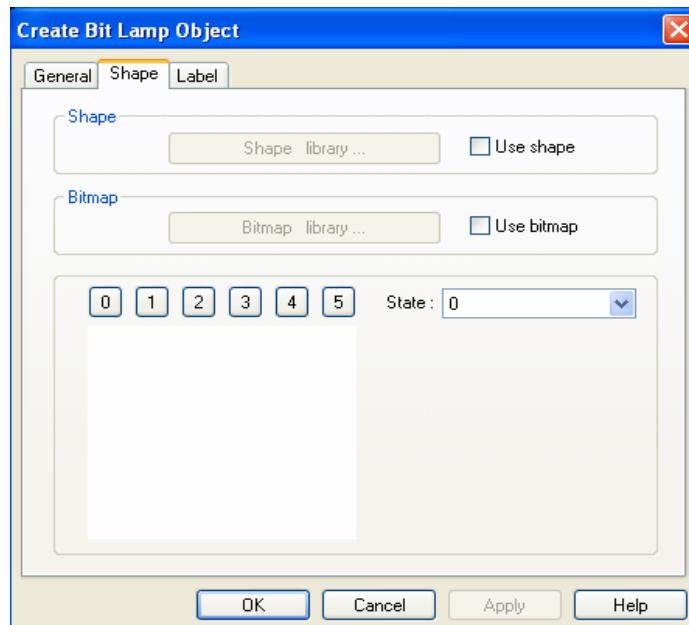 Create Bit Lamp Object
General Shape Label
Shape
Shape library ... Use shape
Bitmap
Bitmap library ... Use bitmap
0 1 2 3 4 5 State : 0
OK Cancel Apply Help